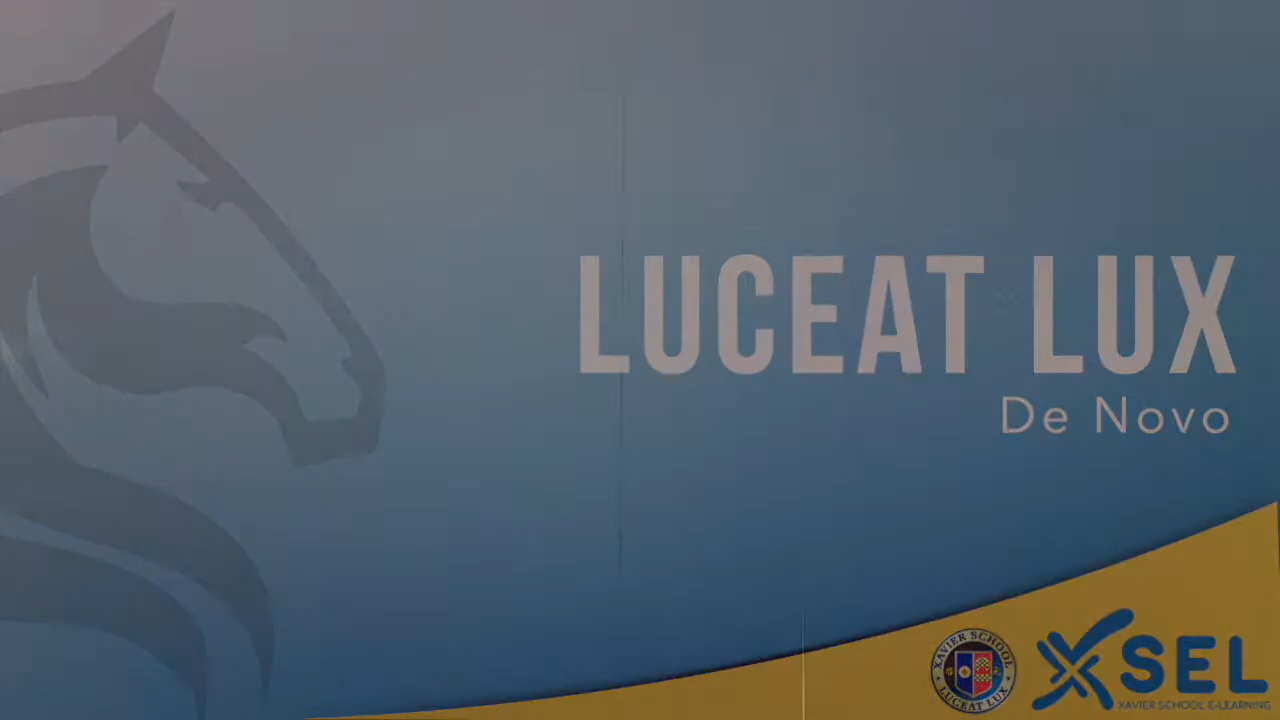 LUCEAT LUX
De Novo
XAVIER SCHOOL
LUCEAT LUX
XSEL
XAVIER SCHOOL E-LEARNING